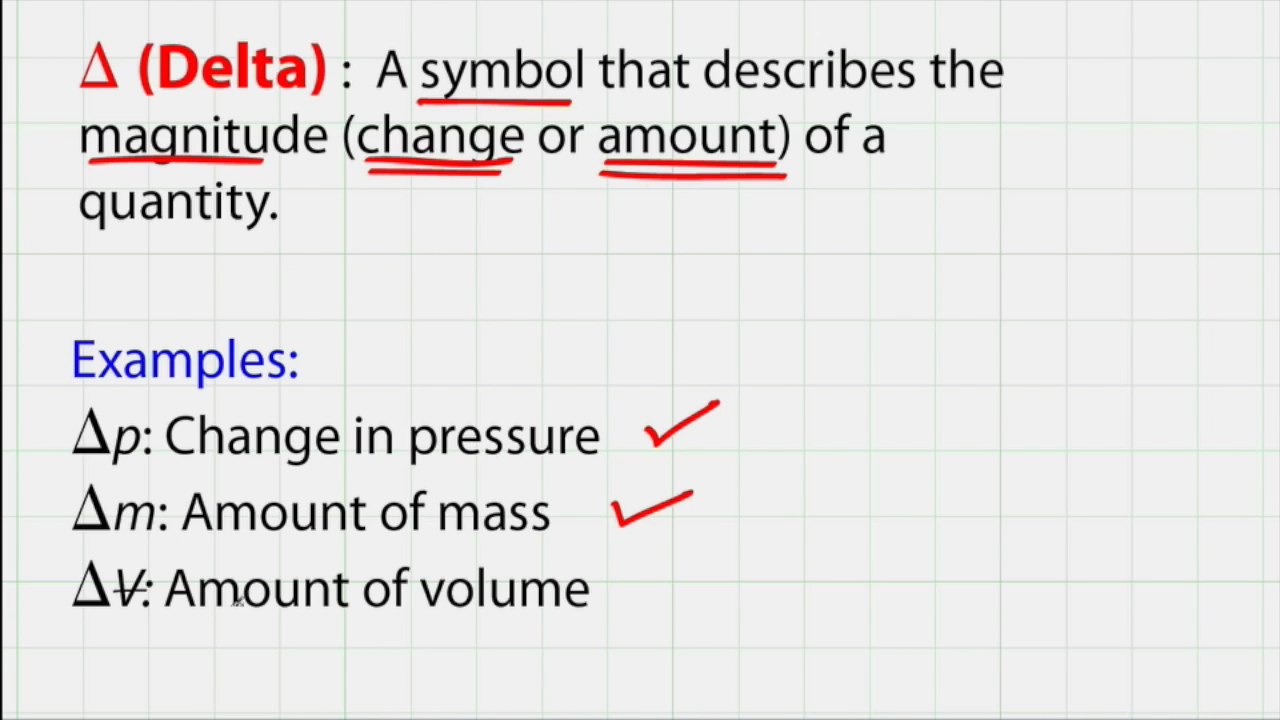 Δ (Delta) : A symbol that describes the
magnitude (change or amount) of a
quantity.
Examples:
Δp: Change in pressure
Δm: Amount of mass
ΔV̶: Amount of volume